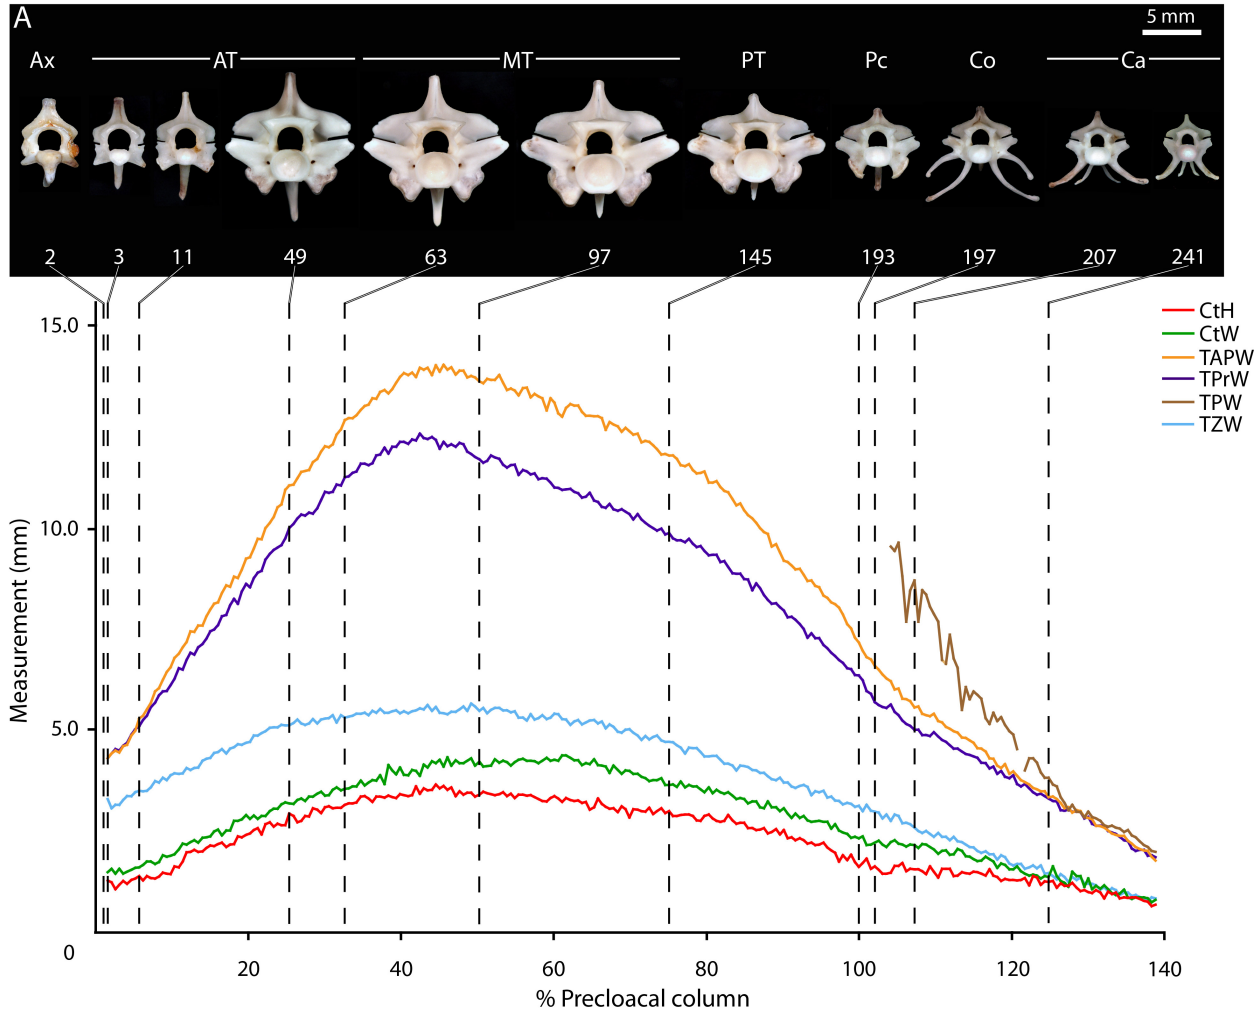 A
5 mm
Ax AT MT PT Pc Co Ca
2 3 11 49 63 97 145 193 197 207 241
15.0
10.0
5.0
0
Measurement (mm)
20 40 60 80 100 120 140
% Precloacal column
CtH
CtW
TAPW
TPrW
TPW
TZW